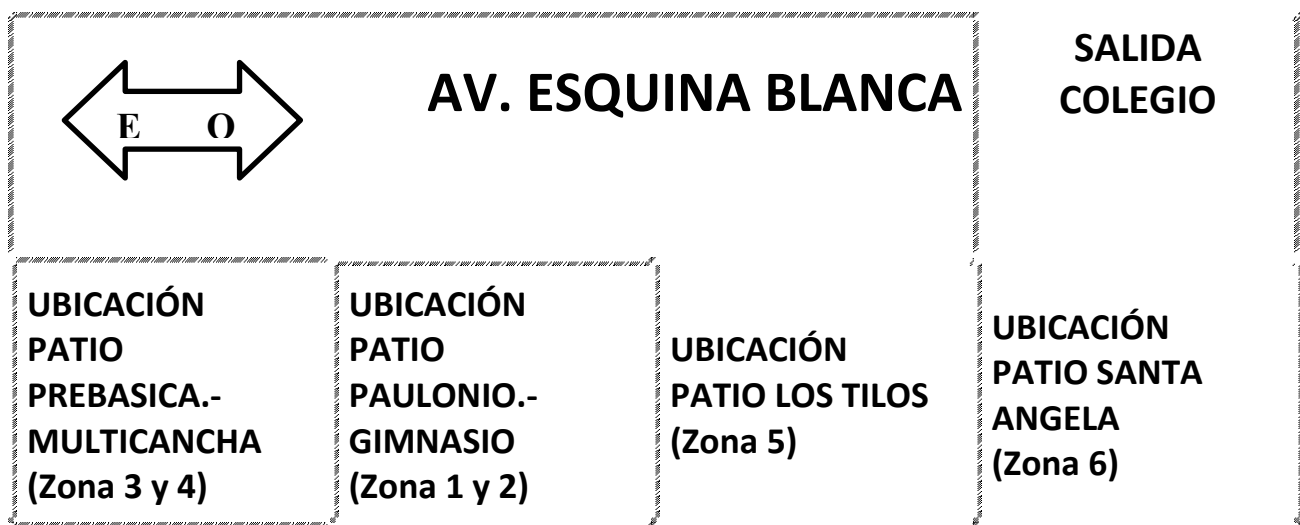 E O
AV. ESQUINA BLANCA
SALIDA
COLEGIO
UBICACIÓN
PATIO
PREBASICA.-
MULTICANCHA
(Zona 3 y 4)
UBICACIÓN
PATIO
PAULONIO.-
GIMNASIO
(Zona 1 y 2)
UBICACIÓN
PATIO LOS TILOS
(Zona 5)
UBICACIÓN
PATIO SANTA
ANGELA
(Zona 6)